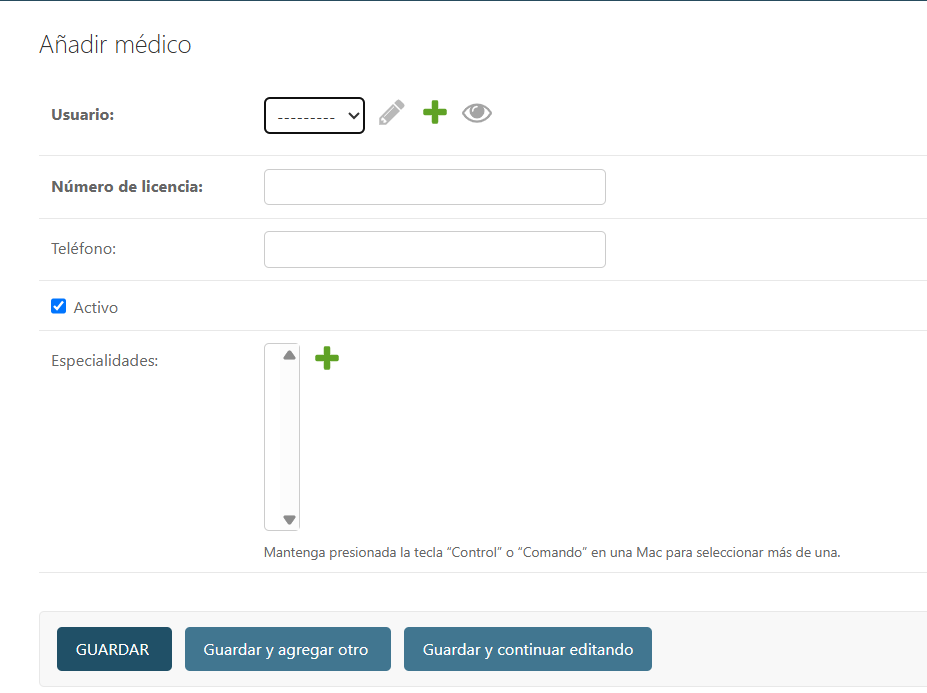 Añadir médico
Usuario:
---------
Número de licencia:
Teléfono:
Activo
Especialidades:
Mantenga presionada la tecla “Control” o “Comando” en una Mac para seleccionar más de una.
GUARDAR
Guardar y agregar otro
Guardar y continuar editando